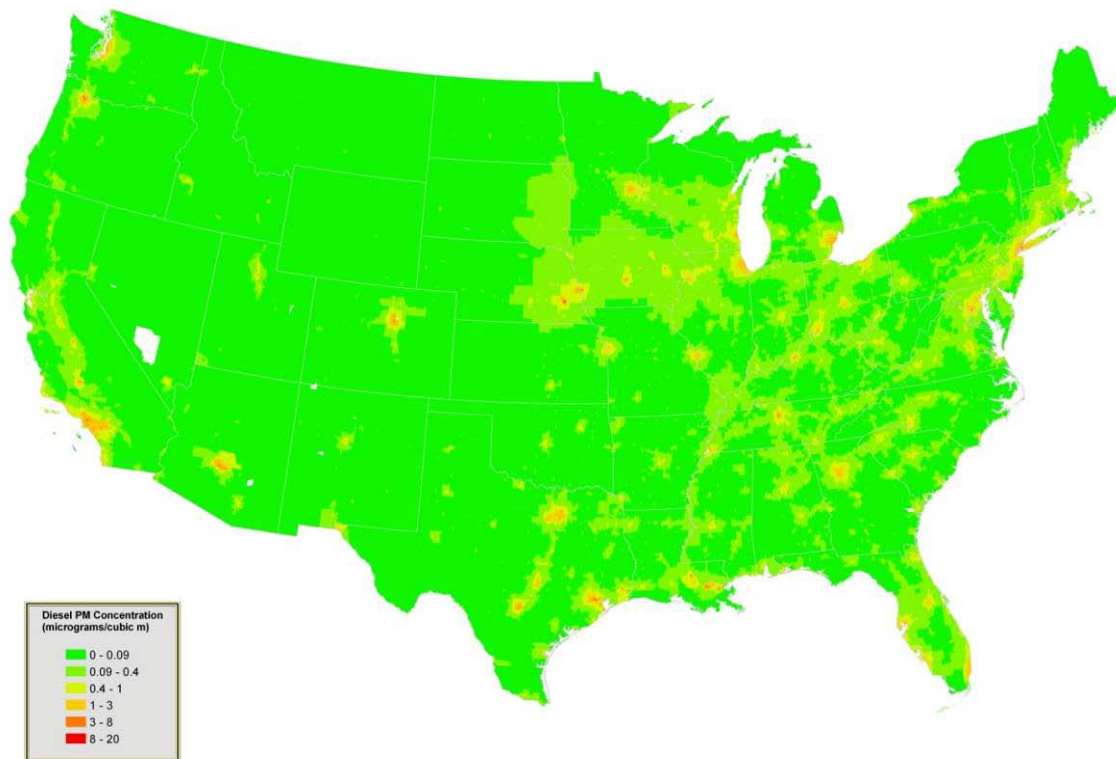 Diesel PM Concentration
(micrograms/cubic m)
0 - 0.09
0.09 - 0.4
0.4 - 1
1 - 3
3 - 8
8 - 20